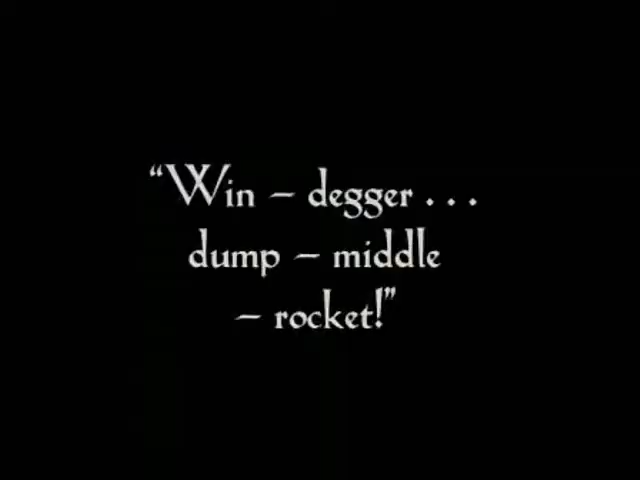 “Win – degger . . .
dump – middle
– rocket!”